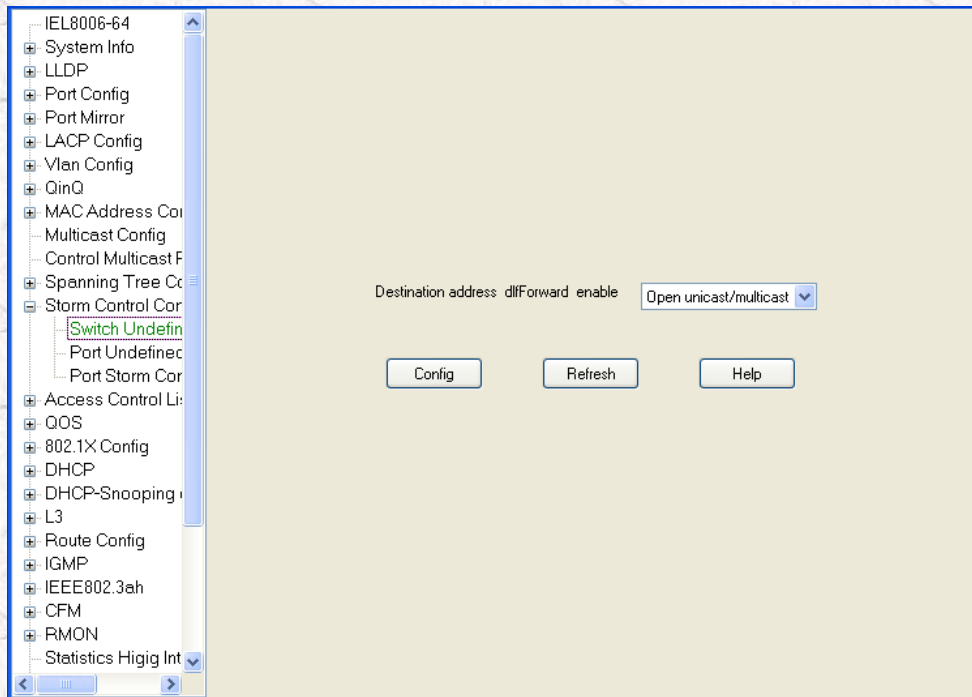 IEL8006-64
System Info
LLDP
Port Config
Port Mirror
LACP Config
Vlan Config
QinQ
MAC Address Cor
Multicast Config
Control Multicast F
Spanning Tree Co
Storm Control Cor
Switch Undefin
Port Undefined
Port Storm Cor
Access Control Li
QOS
802.1X Config
DHCP
DHCP-Snooping
L3
Route Config
IGMP
IEEE802.3ah
CFM
RMON
Statistics Higig Int
Destination address dlfForward enable
Open unicast/multicast
Config Refresh Help